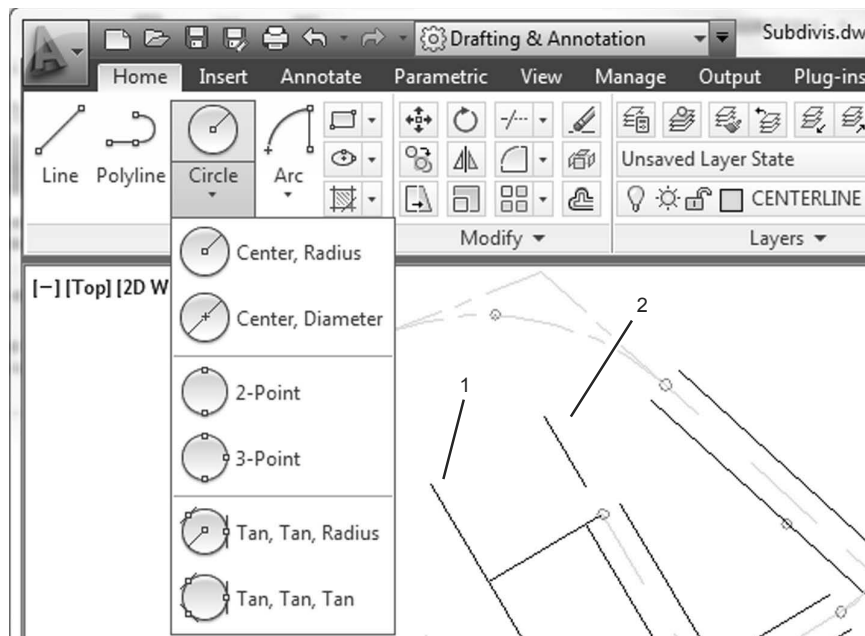 A
Drafting & Annotation
Subdivis.dw
Home Insert Annotate Parametric View Manage Output Plug-ins
Line Polyline Circle Arc
Unsaved Layer State
CENTERLINE
Modify
Layers
Center, Radius
Center, Diameter
2-Point
3-Point
Tan, Tan, Radius
Tan, Tan, Tan
[−] [Top] [2D W
1
2